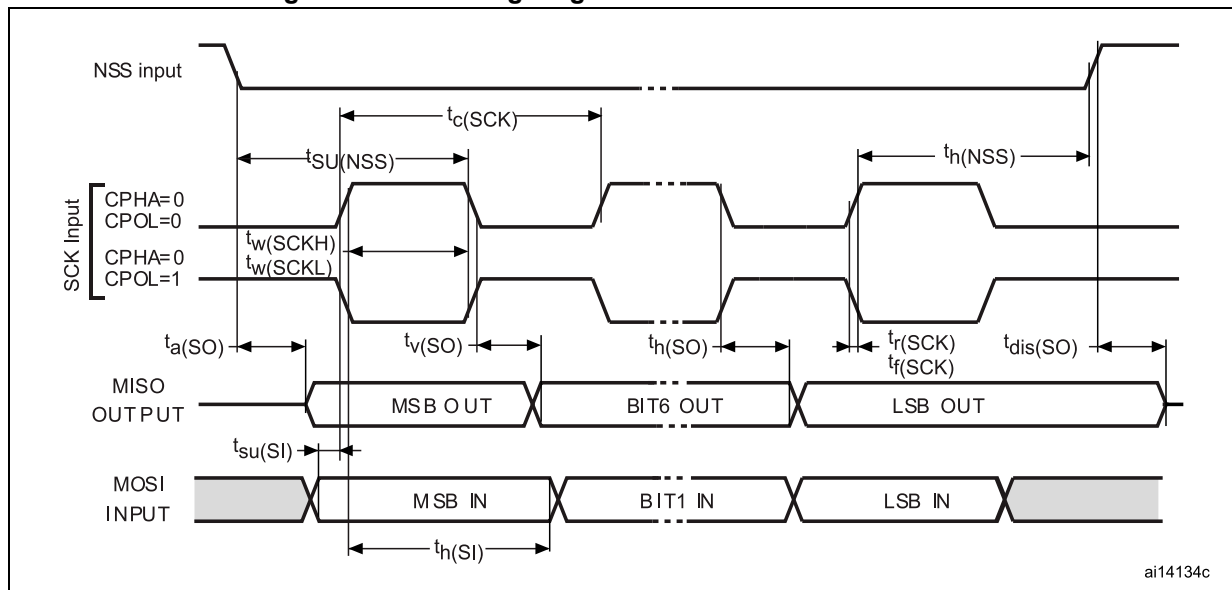 NSS input
tc(SCK)
tSU(NSS)
th(NSS)
SCK Input
CPHA=0
CPOL=0
tw(SCKH)
CPHA=0
tw(SCKL)
CPOL=1
ta(SO)
tv(SO)
th(SO)
tr(SCK)
tf(SCK)
tdis(SO)
MISO
OUTPUT
MSB OUT
BIT6 OUT
LSB OUT
tsu(SI)
MOSI
INPUT
MSB IN
BIT1 IN
LSB IN
th(SI)
ai14134c